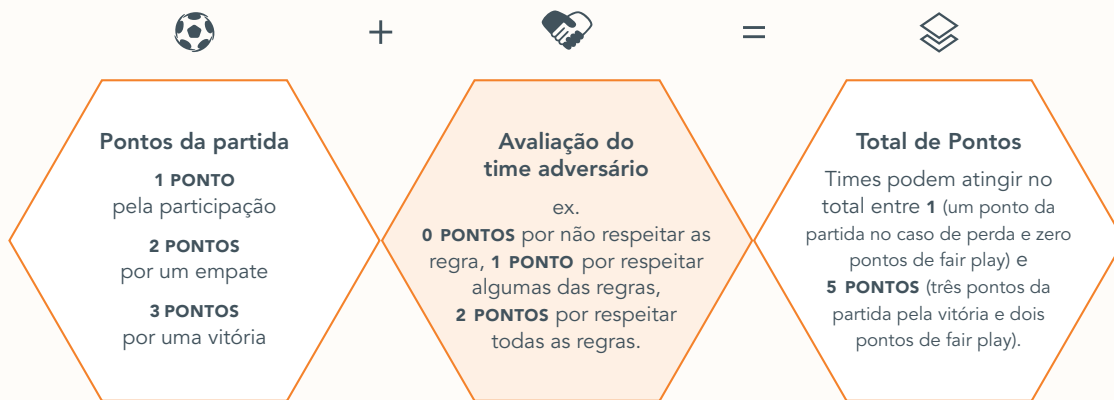 +
=
Pontos da partida
1 PONTO
pela participação
2 PONTOS
por um empate
3 PONTOS
por uma vitória
Avaliação do
time adversário
ex.
0 PONTOS por não respeitar as
regra, 1 PONTO por respeitar
algumas das regras,
2 PONTOS por respeitar
todas as regras.
Total de Pontos
Times podem atingir no
total entre 1 (um ponto da
partida no caso de perda e zero
pontos de fair play) e
5 PONTOS (três pontos da
partida pela vitória e dois
pontos de fair play).